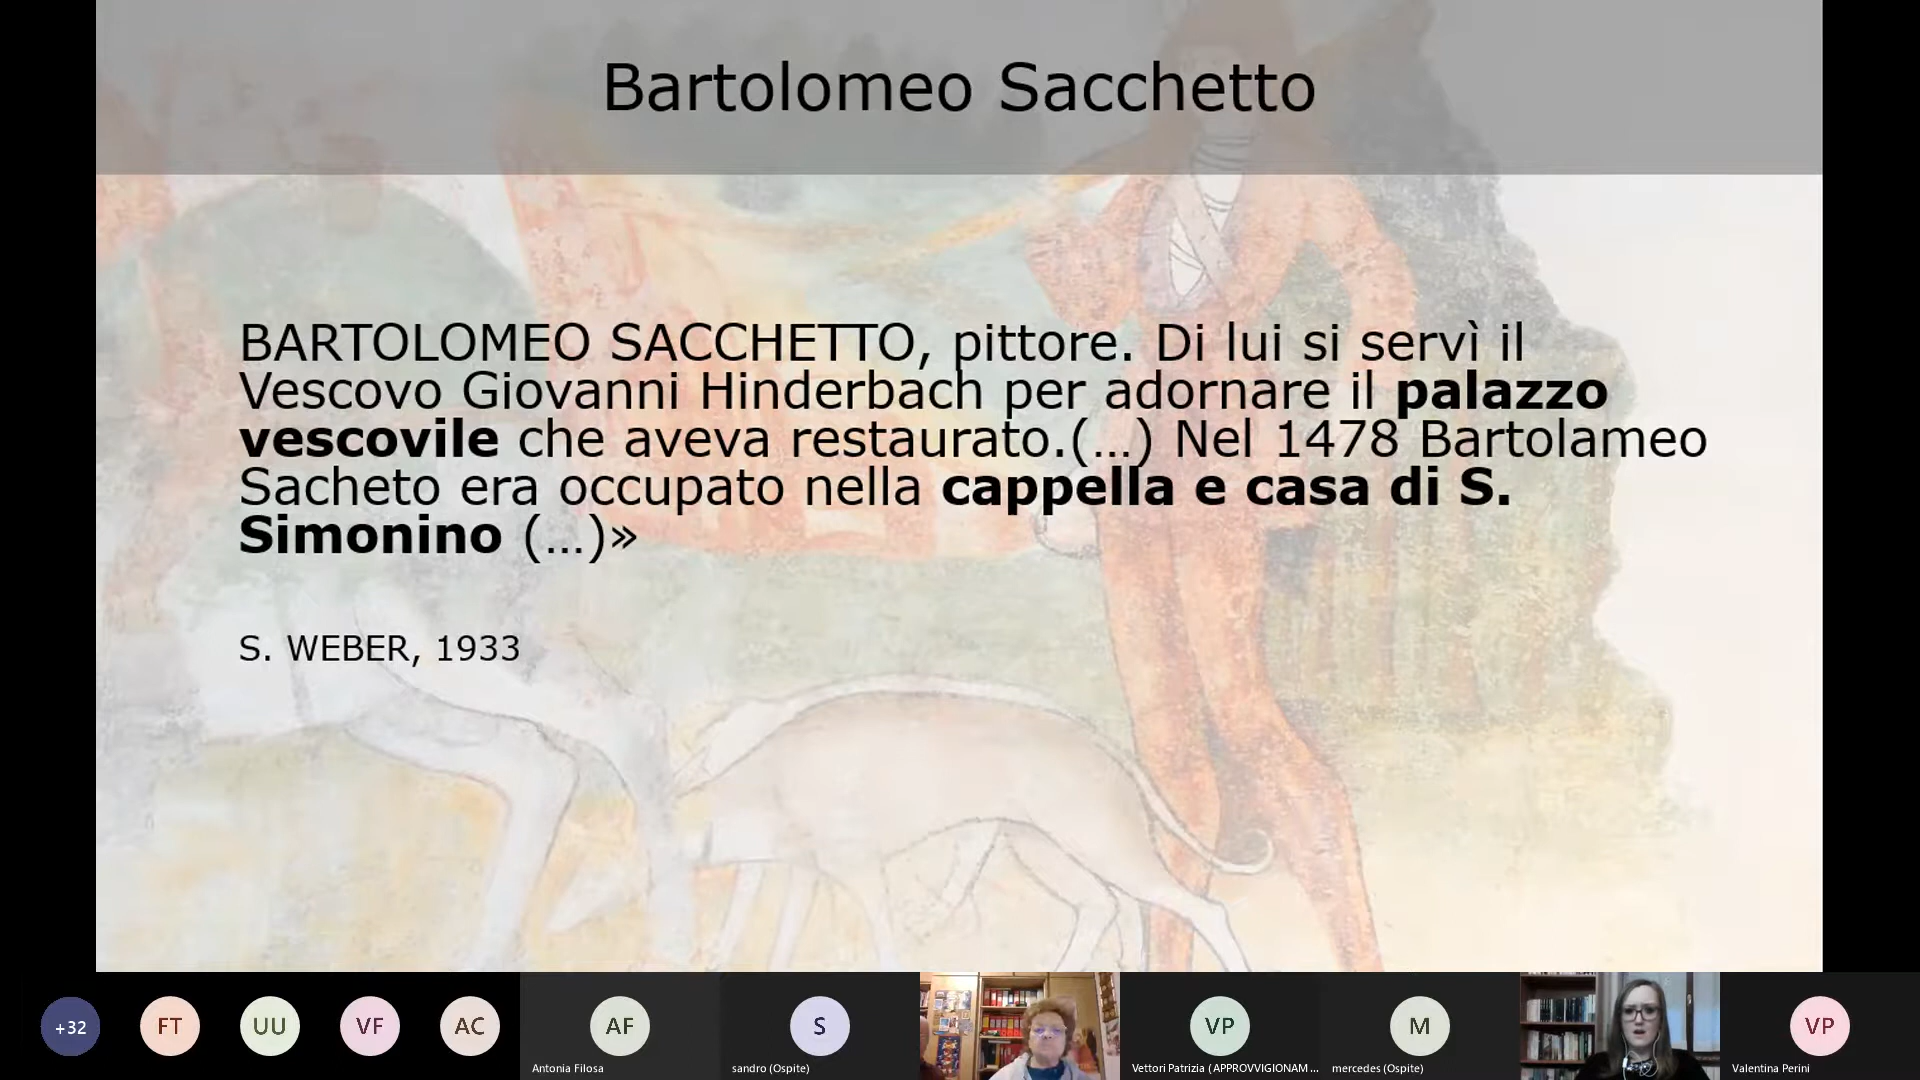 Bartolomeo Sacchetto
BARTOLOMEO SACCHETTO, pittore. Di lui si servì il
Vescovo Giovanni Hinderbach per adornare il palazzo
vescovile che aveva restaurato.(...) Nel 1478 Bartolameo
Sacheto era occupato nella cappella e casa di S.
Simonino (...)»
S. WEBER, 1933
+32
FT
UU
VF
AC
AF
S
VP
M
VP
Antonia Filosa
sandro (Ospite)
Vettori Patrizia ( APPROVVIGIONAM ...
mercedes (Ospite)
Valentina Perini